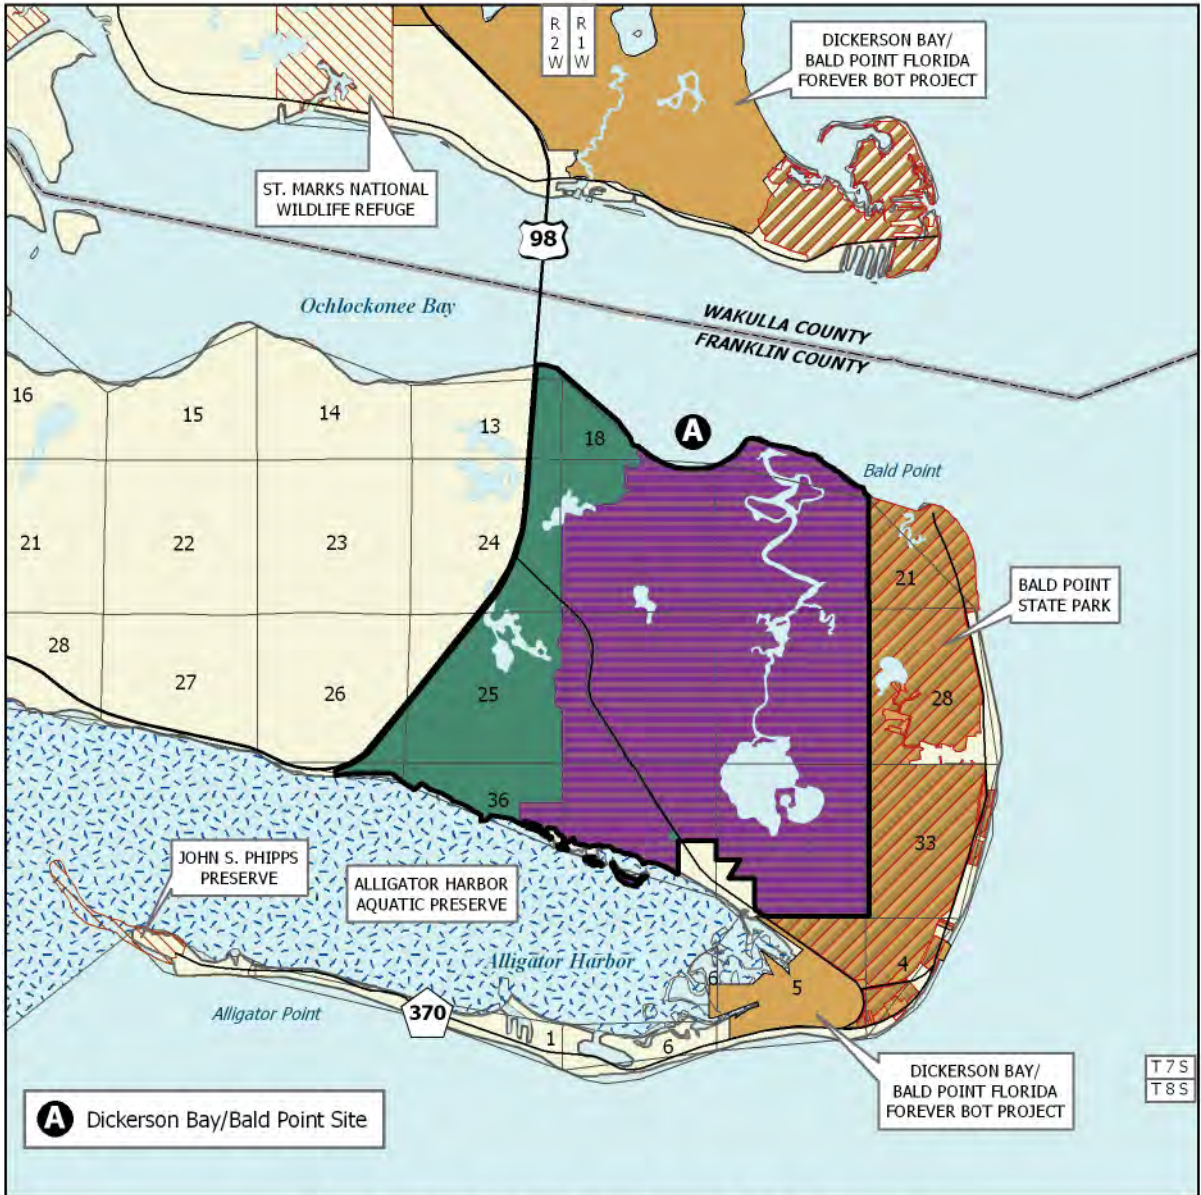 R
2
W
R
1
W
DICKERSON BAY/
BALD POINT FLORIDA
FOREVER BOT PROJECT
ST. MARKS NATIONAL
WILDLIFE REFUGE
98
Ochlockonee Bay
WAKULLA COUNTY
FRANKLIN COUNTY
16
15
14
13
18
A
Bald Point
21
22
23
24
21
BALD POINT
STATE PARK
28
27
26
25
28
36
33
JOHN S. PHIPPS
PRESERVE
ALLIGATOR HARBOR
AQUATIC PRESERVE
Alligator Harbor
6
5
4
Alligator Point
370
1
6
DICKERSON BAY/
BALD POINT FLORIDA
FOREVER BOT PROJECT
T 7 S
T 8 S
A Dickerson Bay/Bald Point Site